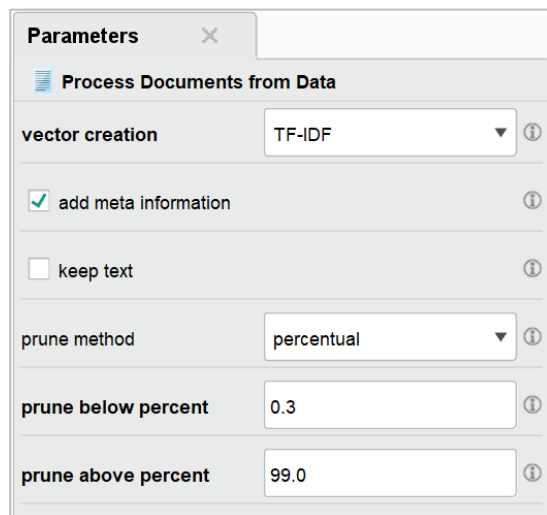 Parameters
Process Documents from Data
vector creation TF-IDF
add meta information
keep text
prune method percentual
prune below percent 0.3
prune above percent 99.0